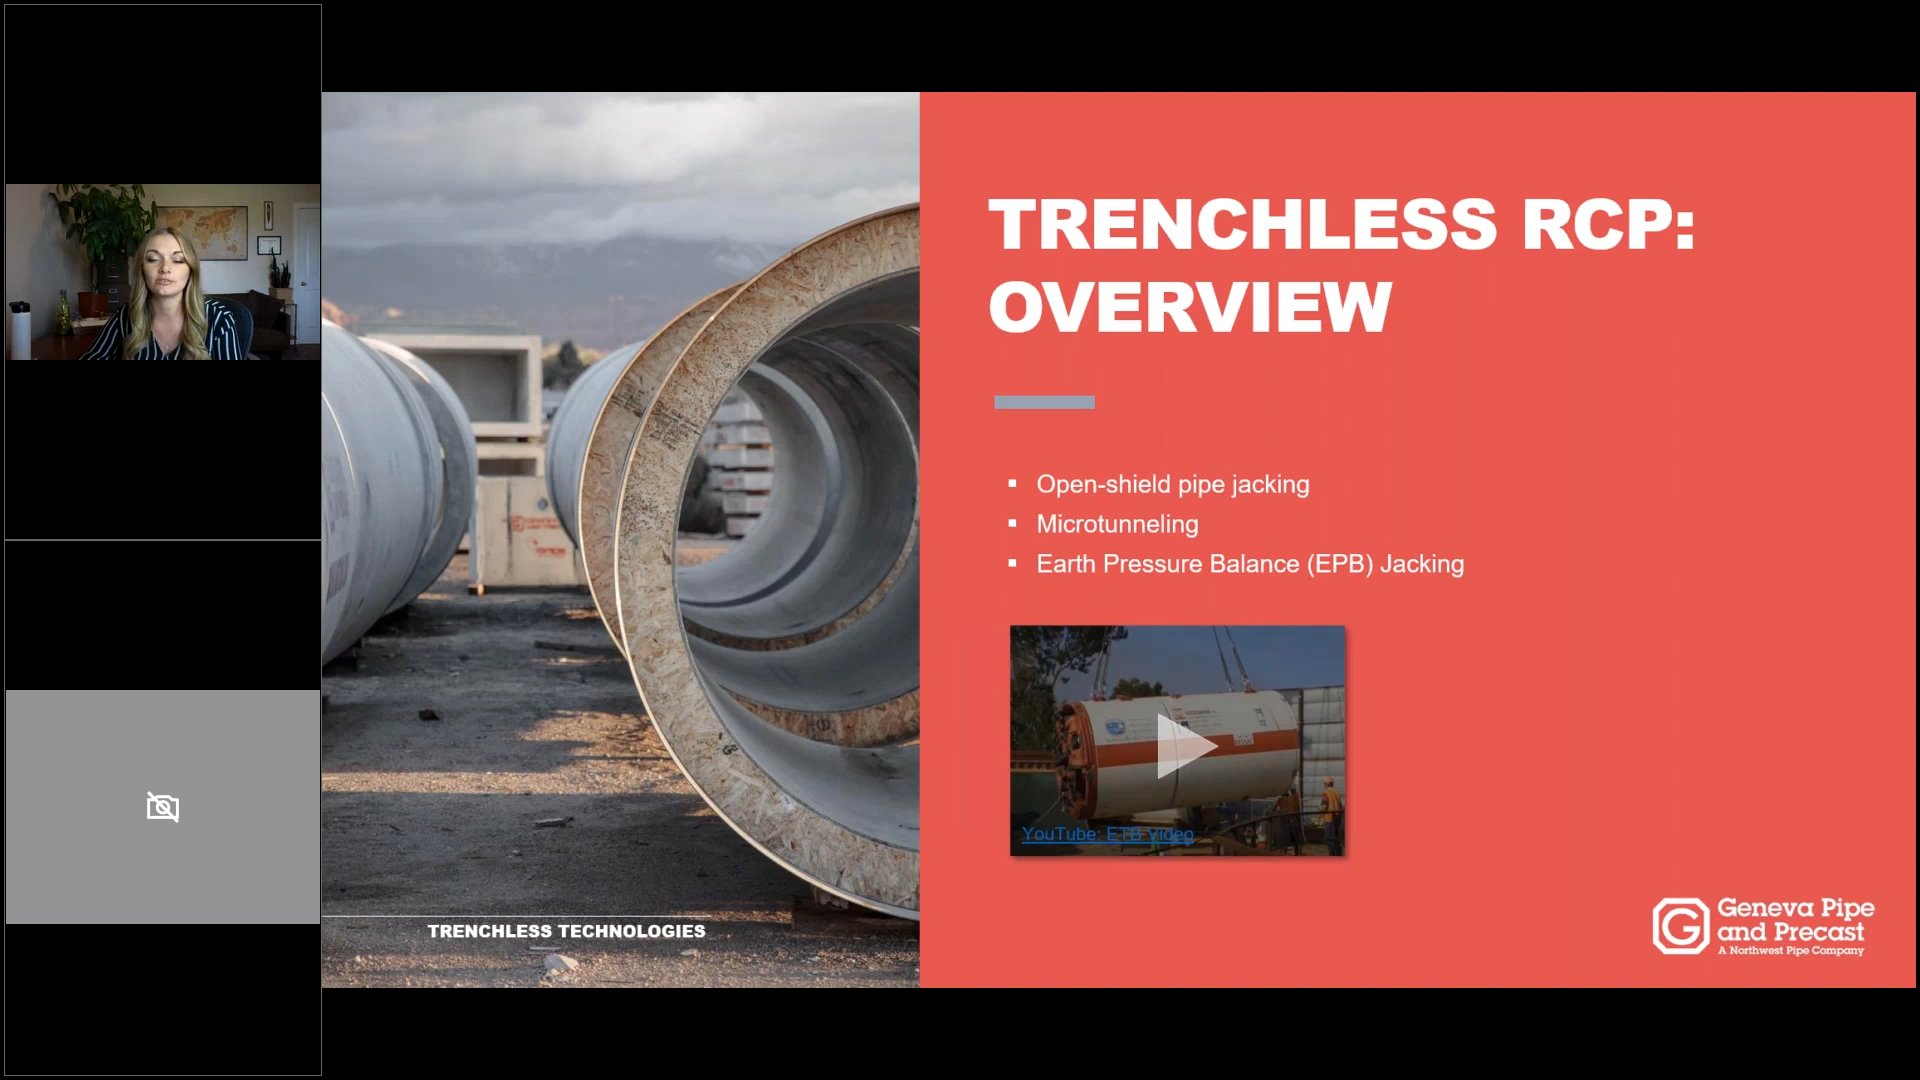 TRENCHLESS RCP:
OVERVIEW
Open-shield pipe jacking
Microtunneling
Earth Pressure Balance (EPB) Jacking
YouTube: ETB Video
TRENCHLESS TECHNOLOGIES
Geneva Pipe
and Precast
A Northwest Pipe Company